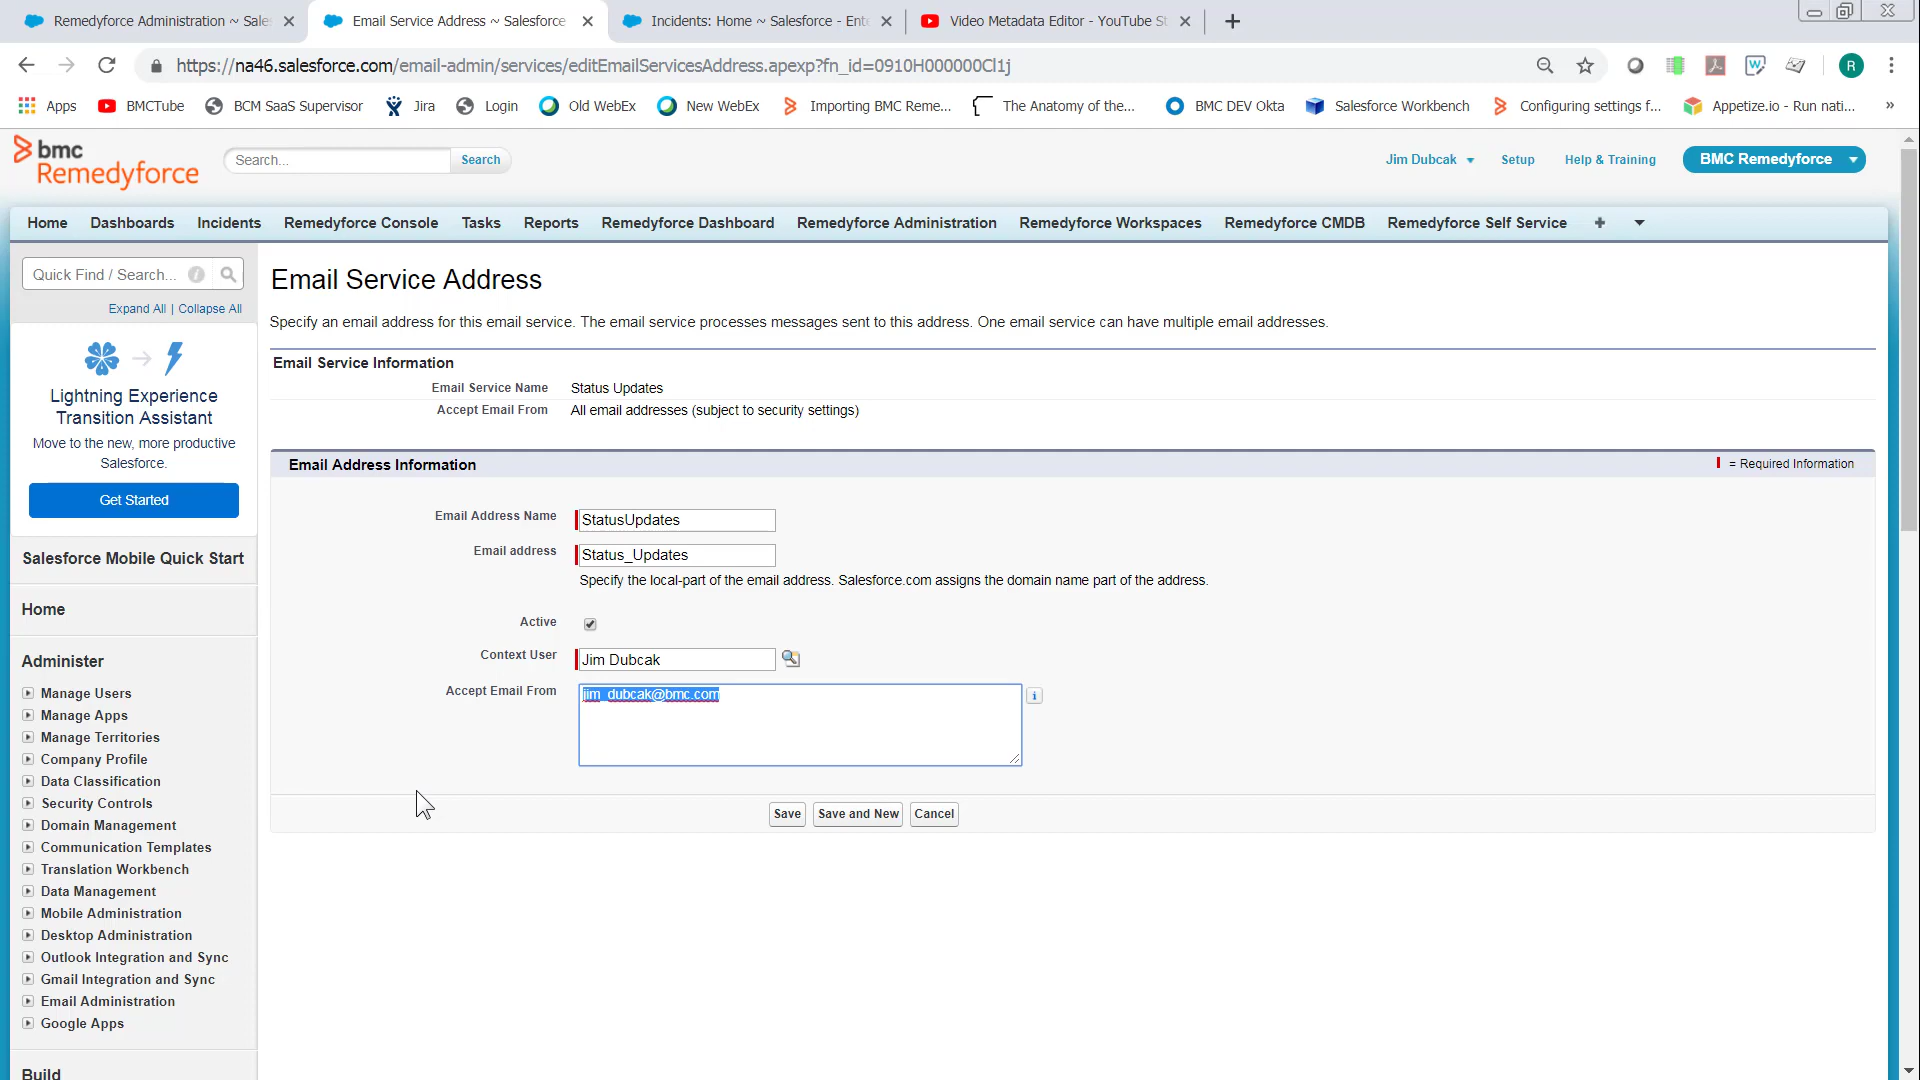 Remedyforce Administration ~ Sales
Email Service Address ~ Salesforce
Incidents: Home ~ Salesforce - Ente
Video Metadata Editor - YouTube St
https://na46.salesforce.com/email-admin/services/editEmailServicesAddress.apexp?fn_id=0910H000000Cl1j
R
Apps
BMCTube
BCM SaaS Supervisor
Jira
Login
Old WebEx
New WebEx
Importing BMC Reme...
The Anatomy of the...
BMC DEV Okta
Salesforce Workbench
Configuring settings f...
Appetize.io - Run nati...
»
bmc
Remedyforce
Search...
Search
Jim Dubcak
Setup
Help & Training
BMC Remedyforce
Home
Dashboards
Incidents
Remedyforce Console
Tasks
Reports
Remedyforce Dashboard
Remedyforce Administration
Remedyforce Workspaces
Remedyforce CMDB
Remedyforce Self Service
Quick Find / Search...
Expand All | Collapse All
Lightning Experience
Transition Assistant
Move to the new, more productive
Salesforce.
Get Started
Salesforce Mobile Quick Start
Home
Administer
Manage Users
Manage Apps
Manage Territories
Company Profile
Data Classification
Security Controls
Domain Management
Communication Templates
Translation Workbench
Data Management
Mobile Administration
Desktop Administration
Outlook Integration and Sync
Gmail Integration and Sync
Email Administration
Google Apps
Build
Email Service Address
Specify an email address for this email service. The email service processes messages sent to this address. One email service can have multiple email addresses.
Email Service Information
Email Service Name Status Updates
Accept Email From All email addresses (subject to security settings)
Email Address Information
= Required Information
Email Address Name StatusUpdates
Email address Status_Updates
Specify the local-part of the email address. Salesforce.com assigns the domain name part of the address.
Active
Context User Jim Dubcak
Accept Email From jim_dubcak@bmc.com
Save
Save and New
Cancel